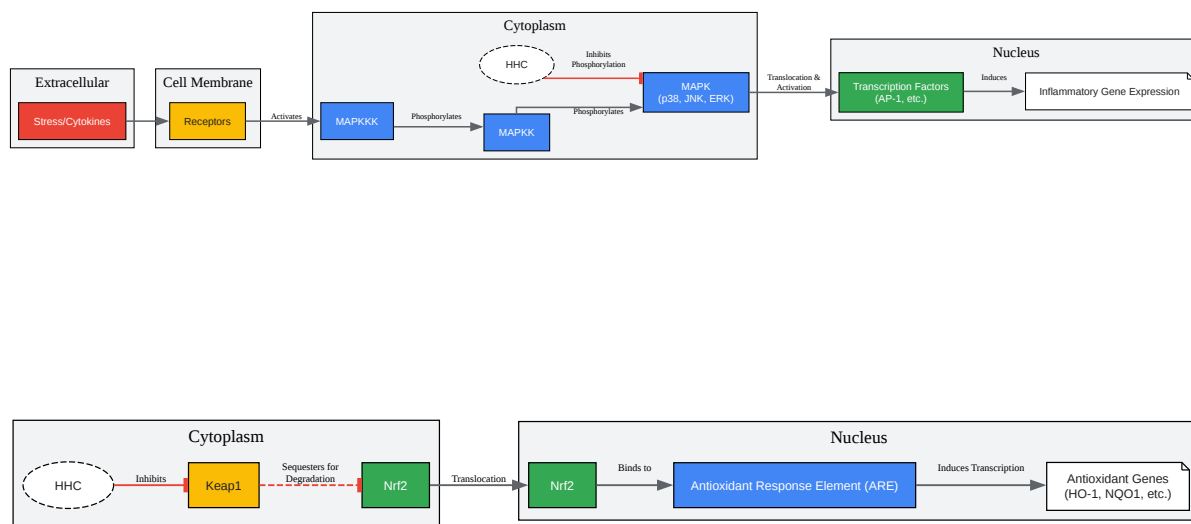 Extracellular
Stress/Cytokines
Cell Membrane
Receptors
Activates
Cytoplasm
MAPKKK
Phosphorylates
MAPKK
Phosphorylates
HHC
Inhibits
Phosphorylation
MAPK
(p38, JNK, ERK)
Translocation &
Activation
Nucleus
Transcription Factors
(AP-1, etc.)
Induces
Inflammatory Gene Expression
Cytoplasm
HHC
Inhibits
Keap1
Sequesters for
Degradation
Nrf2
Translocation
Nucleus
Nrf2
Binds to
Antioxidant Response Element (ARE)
Induces Transcription
Antioxidant Genes
(HO-1, NQO1, etc.)